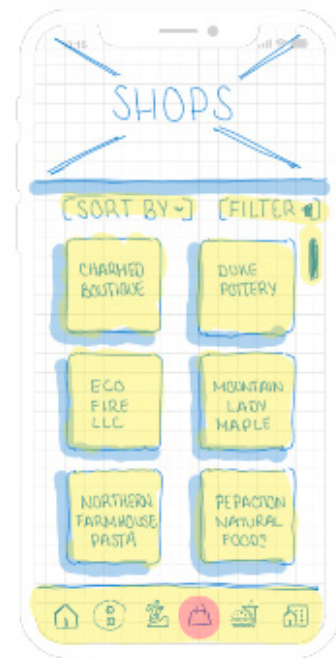 SHOPS
[SORT BY] [FILTER]
CHARMED
BOUTIQUE
DUKE
POTTERY
ECO
FIRE
LLC
MOUNTAIN
LADY
MAPLE
NORTHERN
FARMHOUSE
PASTA
PEPACTON
NATURAL
FOODS